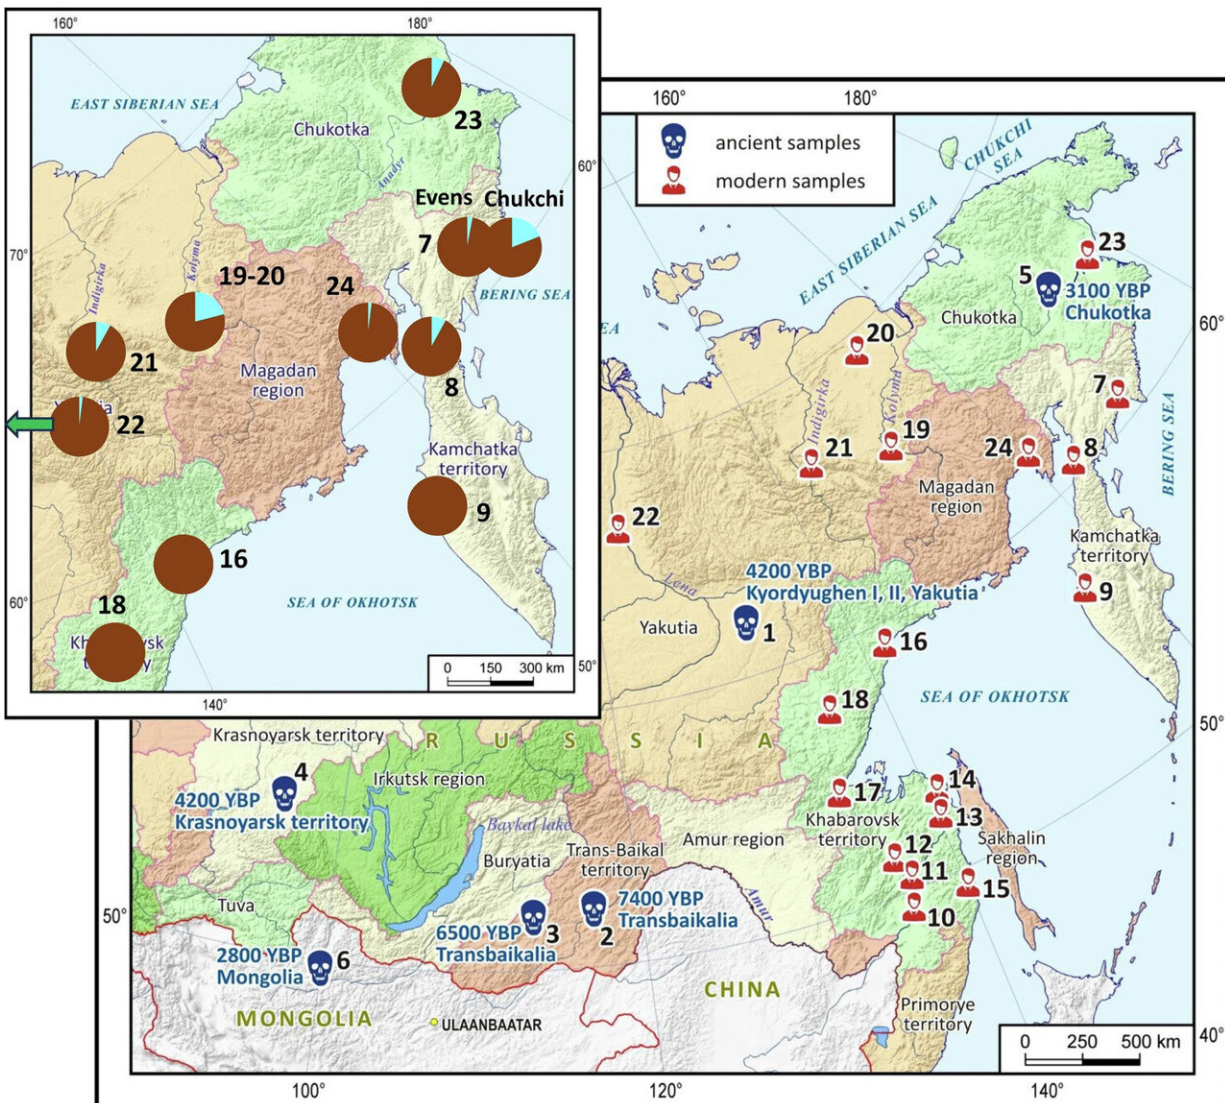 160°
180°
EAST SIBERIAN SEA
Chukotka
23
Anadyr
60°
Evens
Chukchi
7
70°
Kolyma
19-20
Indigirka
24
BERING SEA
21
8
Magadan
region
22
Kamchatka
territory
9
16
SEA OF OKHOTSK
60°
18
0 150 300 km
50°
140°
160°
180°
ancient samples
modern samples
CHUKCHI
SEA
EAST SIBERIAN SEA
23
5
3100 YBP
Chukotka
Chukotka
60°
20
7
BERING SEA
Indigirka
Kolyma
19
21
24
8
Magadan
region
22
Kamchatka
territory
4200 YBP
Kyordyughen I, II, Yakutia
9
Lena
Yakutia
1
16
SEA OF OKHOTSK
18
50°
Krasnoyarsk territory
RUSSIA
Irkutsk region
4
4200 YBP
Krasnoyarsk territory
17
14
13
Khabarovsk
territory
Sakhalin
region
Baykal lake
Buryatia
Trans-Baikal
territory
Amur region
12
11
15
10
Amur
Tuva
50°
7400 YBP
Transbaikalia
2
6500 YBP
Transbaikalia
3
2800 YBP
Mongolia
6
CHINA
MONGOLIA
ULAANBAATAR
Primorye
territory
0 250 500 km
40°
100°
120°
140°